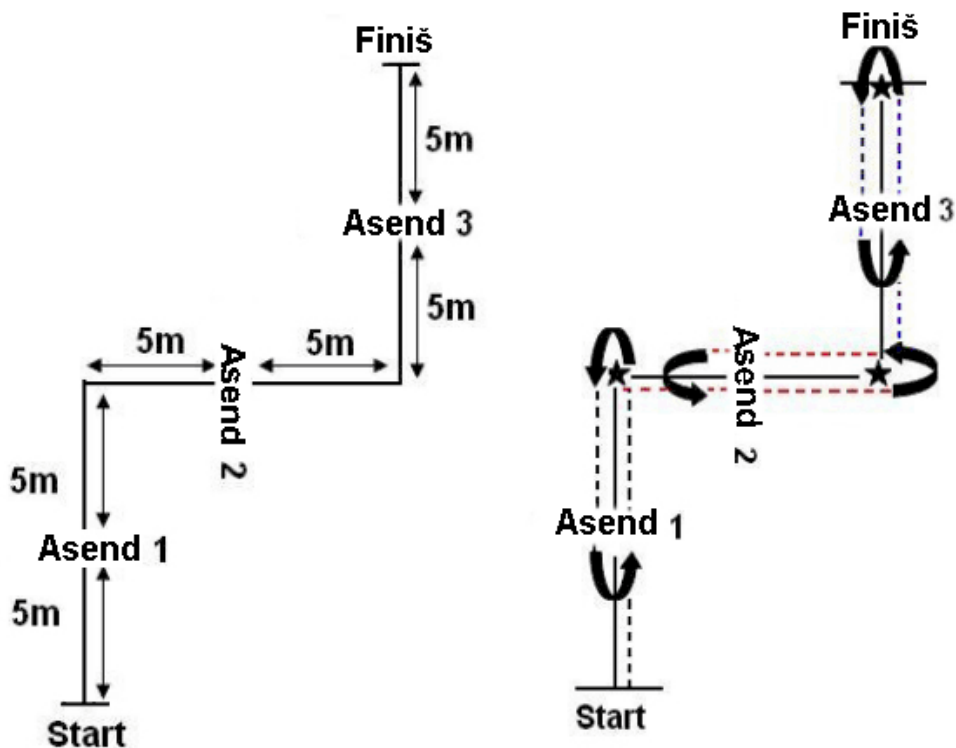 Finiš
5m
Asend 3
5m
5m
5m
Asend 2
5m
Asend 1
5m
Start
Finiš
Asend 3
Asend 2
Asend 1
Start